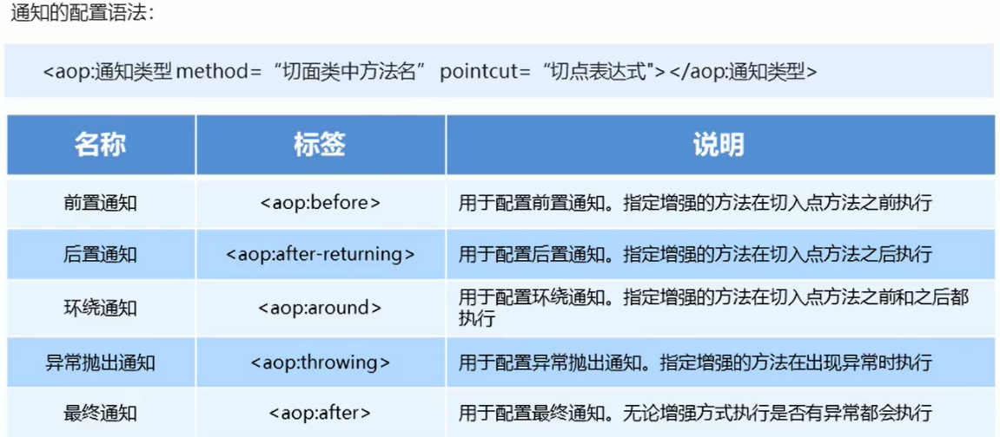 通知的配置语法：
<aop:通知类型 method=“切面类中方法名” pointcut=“切点表达式"></aop:通知类型>
名称 标签 说明
前置通知 <aop:before> 用于配置前置通知。指定增强的方法在切入点方法之前执行
后置通知 <aop:after-returning> 用于配置后置通知。指定增强的方法在切入点方法之后执行
环绕通知 <aop:around> 用于配置环绕通知。指定增强的方法在切入点方法之前和之后都
执行
异常抛出通知 <aop:throwing> 用于配置异常抛出通知。指定增强的方法在出现异常时执行
最终通知 <aop:after> 用于配置最终通知。无论增强方式执行是否有异常都会执行